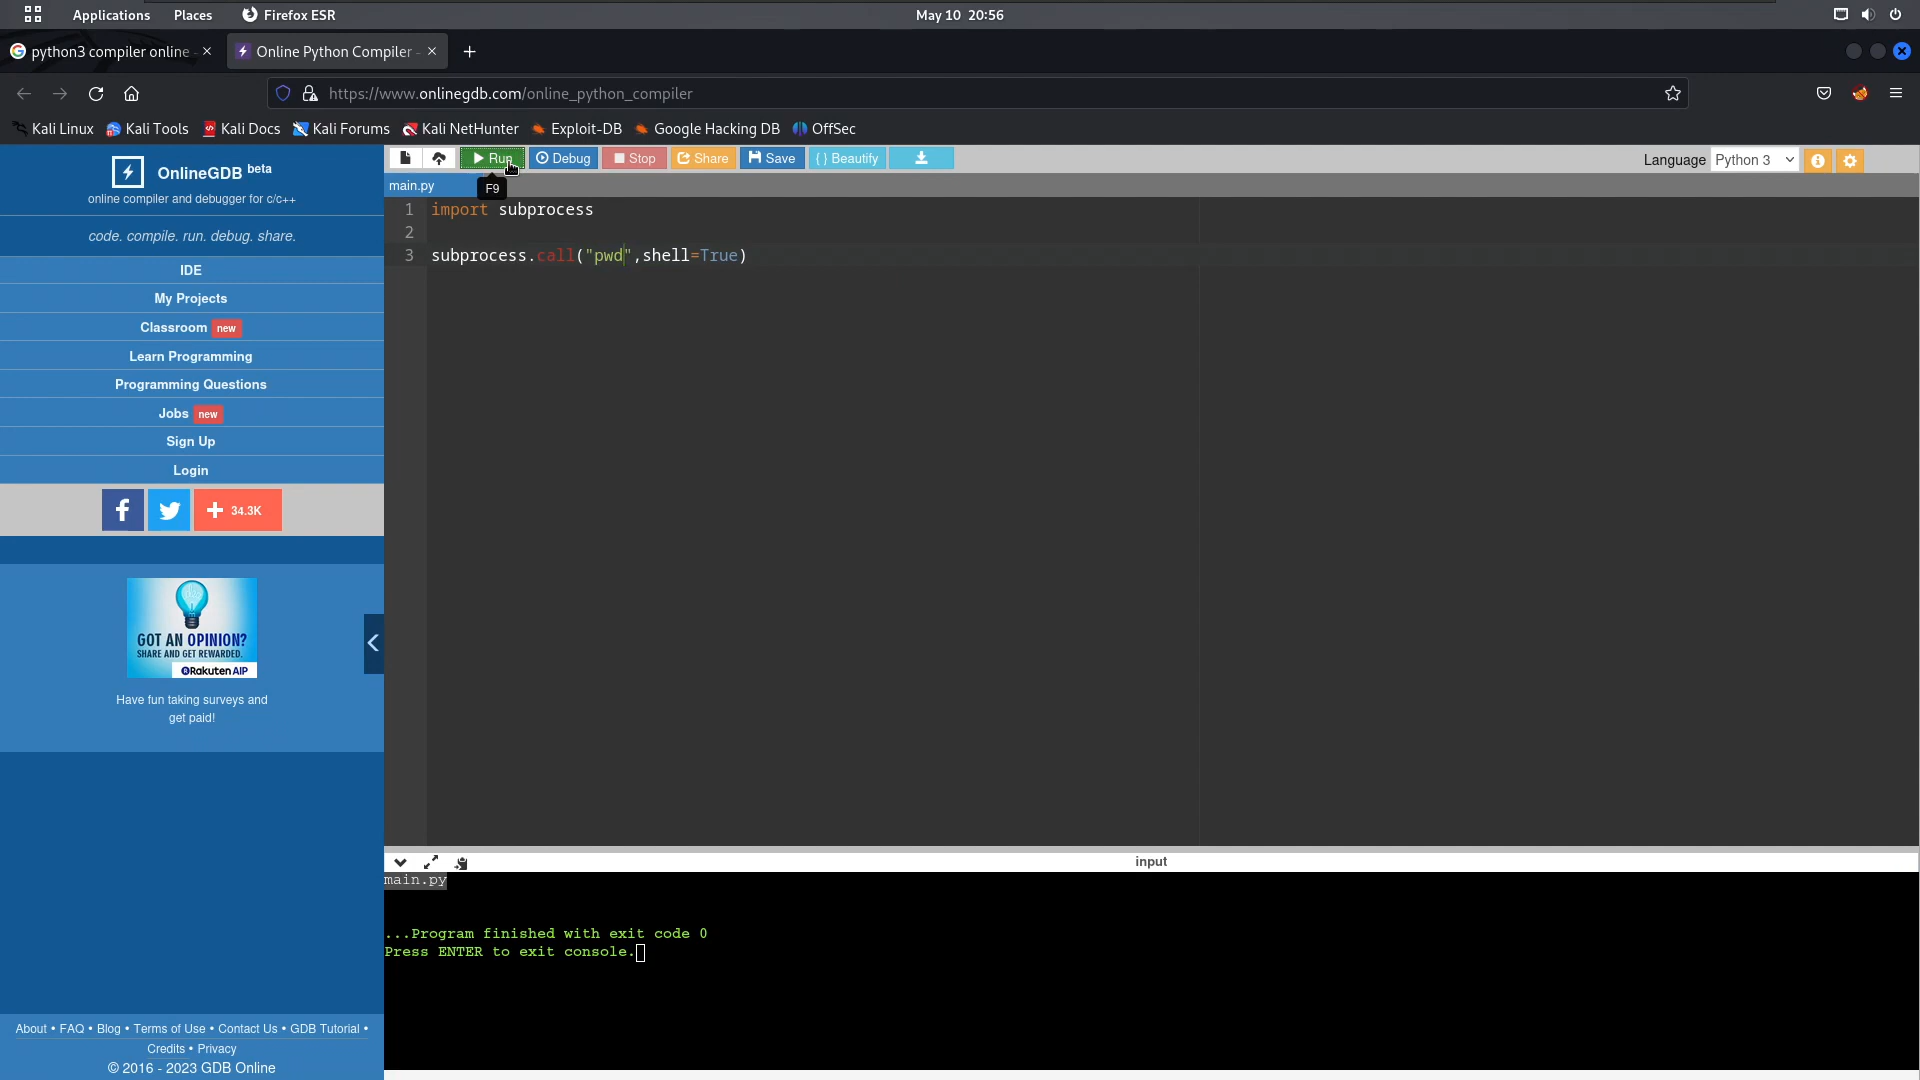 Applications Places Firefox ESR May 10 20:56
python3 compiler online - Online Python Compiler -
https://www.onlinegdb.com/online_python_compiler
Kali Linux Kali Tools Kali Docs Kali Forums Kali NetHunter Exploit-DB Google Hacking DB OffSec
OnlineGDB beta
online compiler and debugger for c/c++
code. compile. run. debug. share.
IDE
My Projects
Classroom new
Learn Programming
Programming Questions
Jobs new
Sign Up
Login
f + 34.3K
GOT AN OPINION?
SHARE AND GET REWARDED.
Rakuten AIP
Have fun taking surveys and
get paid!
About • FAQ • Blog • Terms of Use • Contact Us • GDB Tutorial •
Credits • Privacy
© 2016 - 2023 GDB Online
Run Debug Stop Share Save { } Beautify Language Python 3
F9
main.py
1 import subprocess
2
3 subprocess.call("pwd",shell=True)
input
main.py
...Program finished with exit code 0
Press ENTER to exit console.